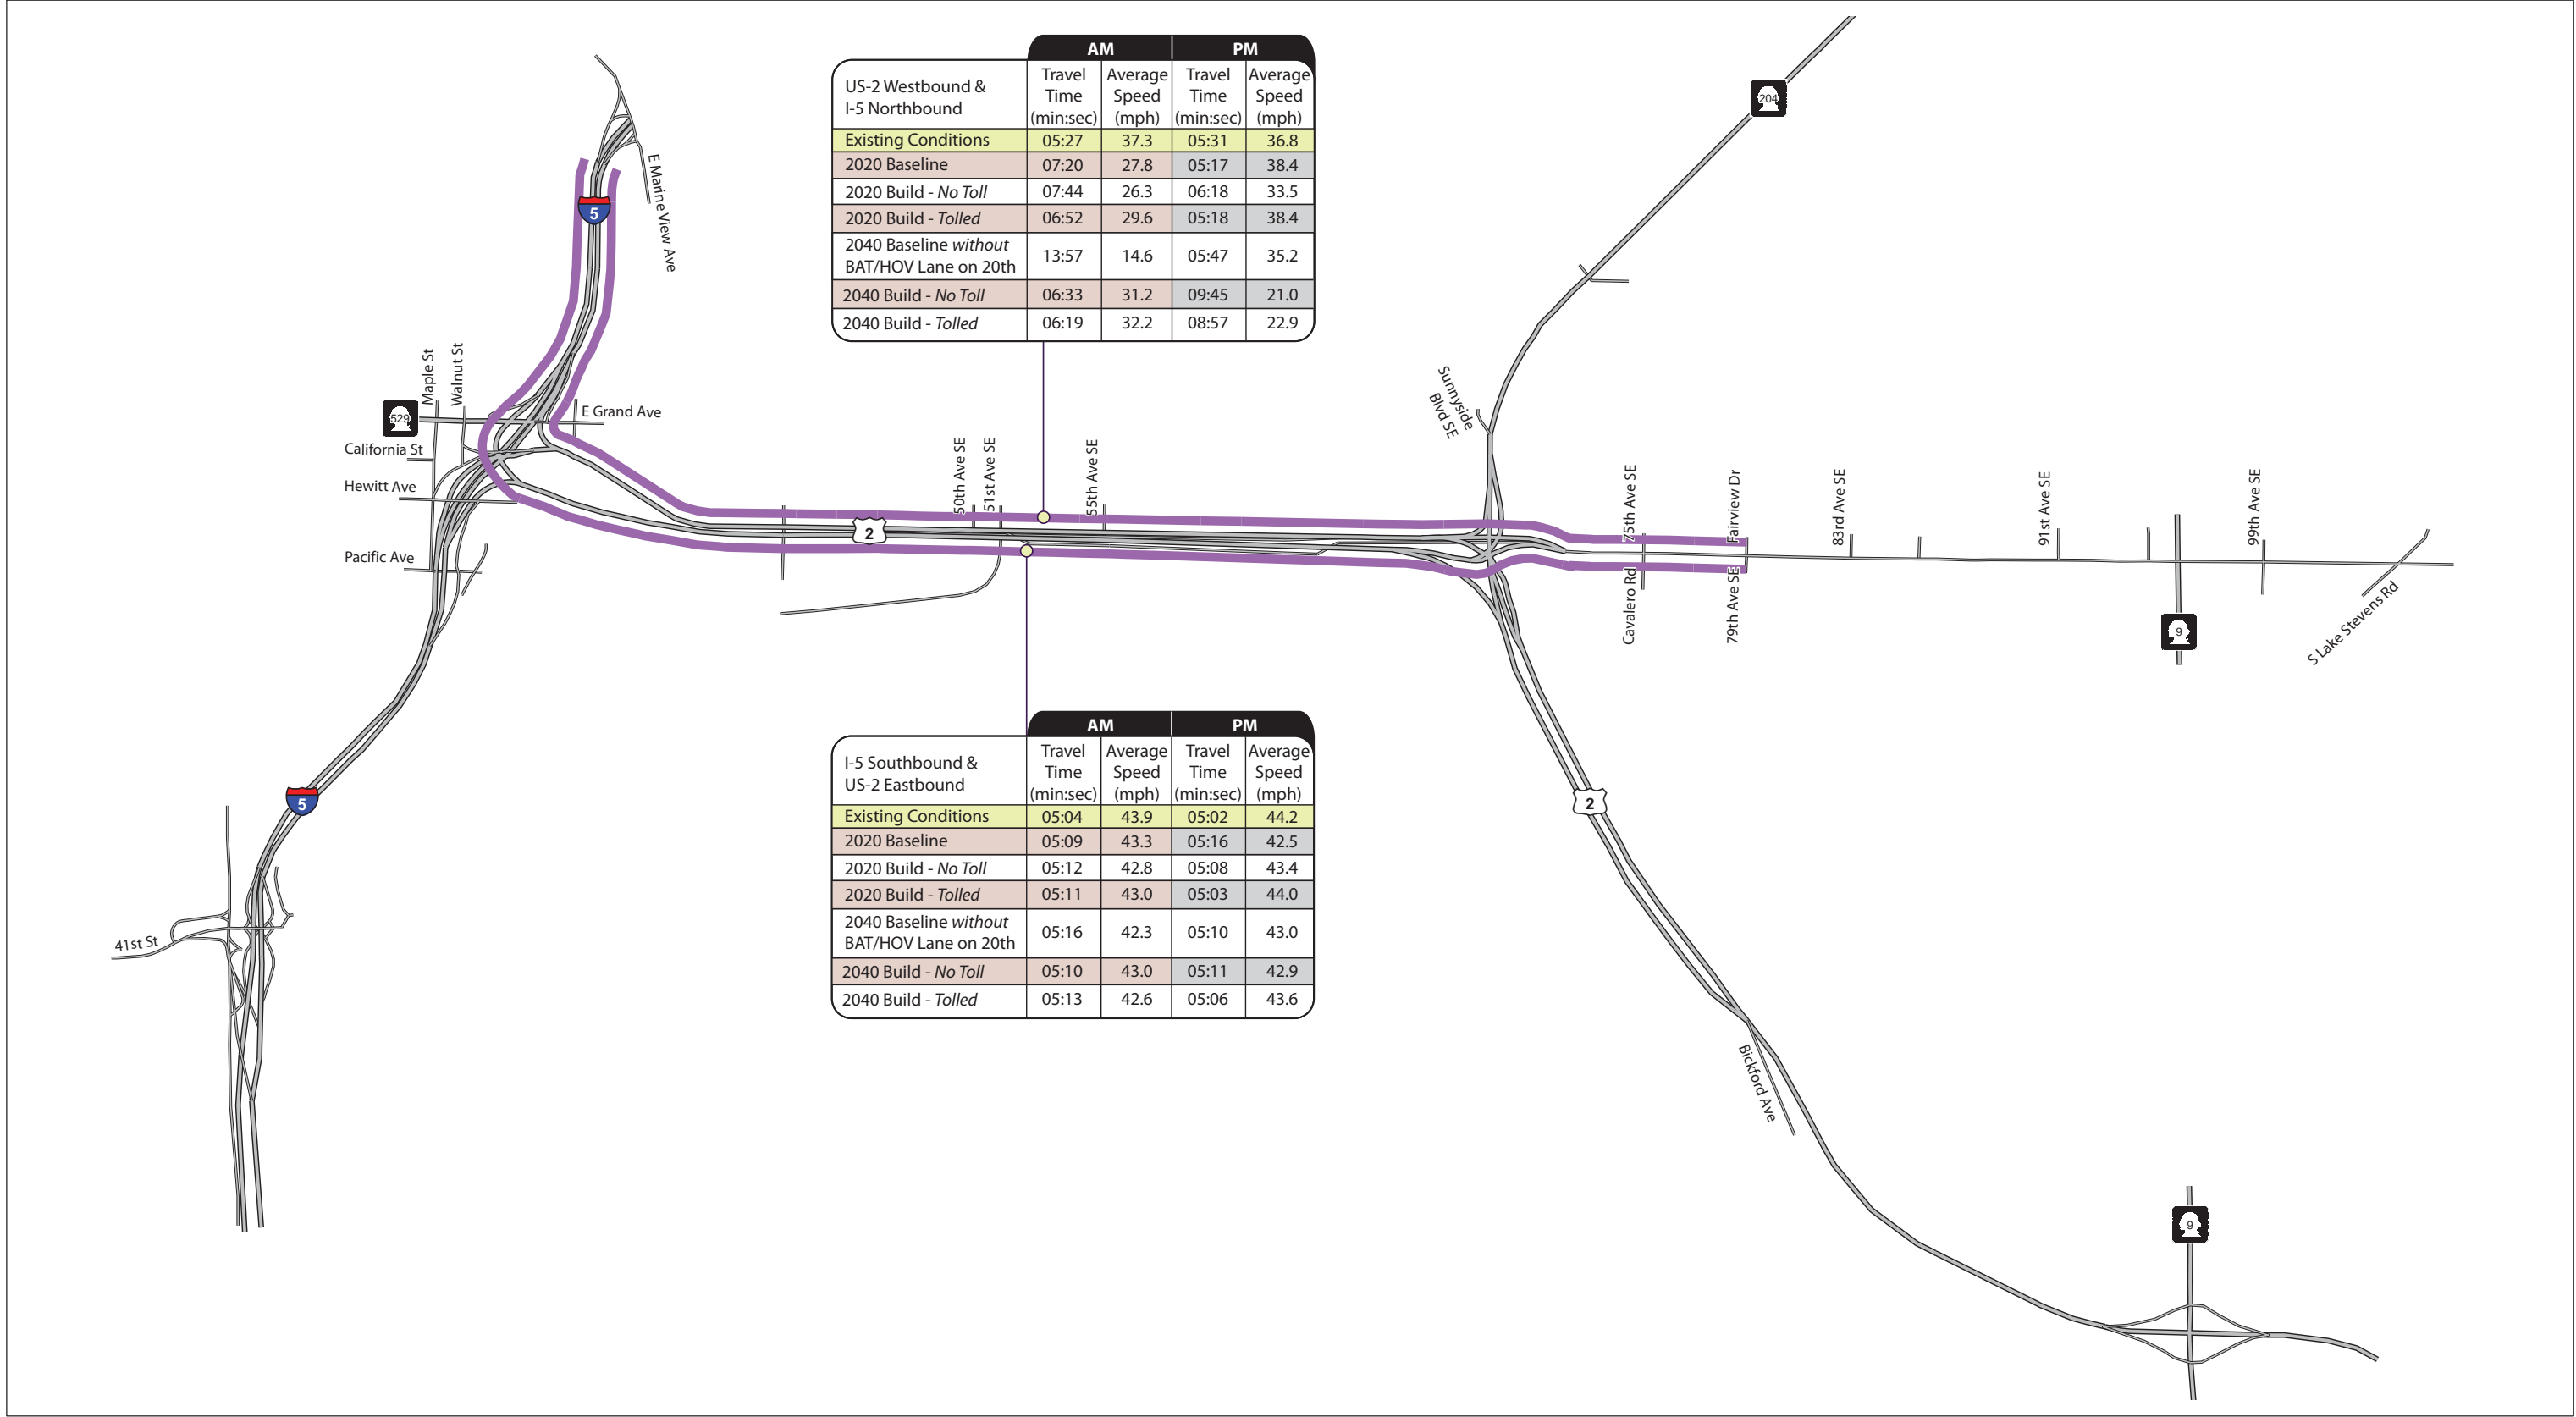 AM PM
US-2 Westbound &
I-5 Northbound
Travel Time (min:sec) Average Speed (mph) Travel Time (min:sec) Average Speed (mph)
Existing Conditions 05:27 37.3 05:31 36.8
2020 Baseline 07:20 27.8 05:17 38.4
2020 Build - No Toll 07:44 26.3 06:18 33.5
2020 Build - Tolled 06:52 29.6 05:18 38.4
2040 Baseline without
BAT/HOV Lane on 20th 13:57 14.6 05:47 35.2
2040 Build - No Toll 06:33 31.2 09:45 21.0
2040 Build - Tolled 06:19 32.2 08:57 22.9
204
E Marine View Ave
5
Maple St
Walnut St
529
E Grand Ave
California St
Hewitt Ave
Pacific Ave
50th Ave SE
51st Ave SE
55th Ave SE
2
Sunnyside
Blvd SE
75th Ave SE
Fairview Dr
83rd Ave SE
91st Ave SE
99th Ave SE
Cavalero Rd
79th Ave SE
9
S Lake Stevens Rd
AM PM
I-5 Southbound &
US-2 Eastbound
Travel Time (min:sec) Average Speed (mph) Travel Time (min:sec) Average Speed (mph)
Existing Conditions 05:04 43.9 05:02 44.2
2020 Baseline 05:09 43.3 05:16 42.5
2020 Build - No Toll 05:12 42.8 05:08 43.4
2020 Build - Tolled 05:11 43.0 05:03 44.0
2040 Baseline without
BAT/HOV Lane on 20th 05:16 42.3 05:10 43.0
2040 Build - No Toll 05:10 43.0 05:11 42.9
2040 Build - Tolled 05:13 42.6 05:06 43.6
5
2
41st St
Bickford Ave
9